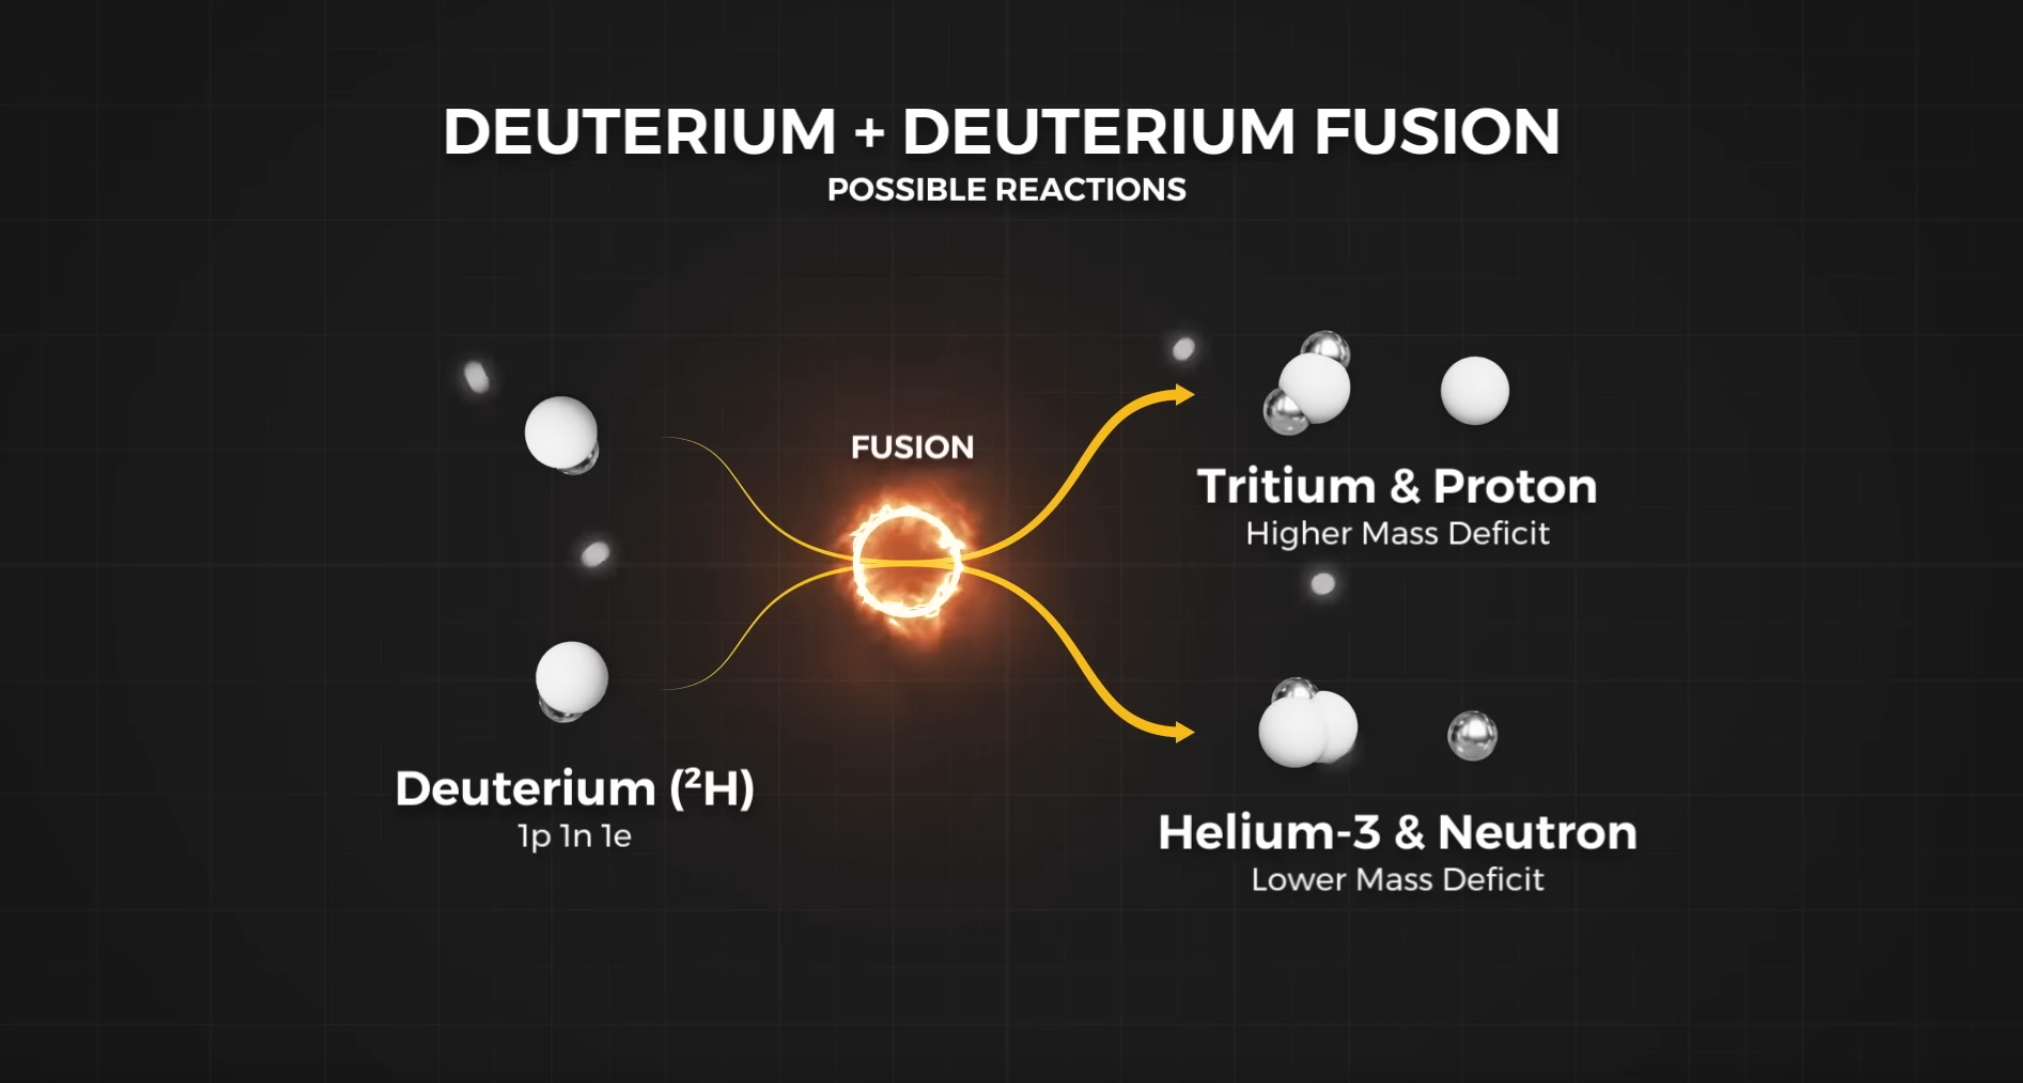 DEUTERIUM + DEUTERIUM FUSION
POSSIBLE REACTIONS
FUSION
Tritium & Proton
Higher Mass Deficit
Deuterium (²H)
1p 1n 1e
Helium-3 & Neutron
Lower Mass Deficit